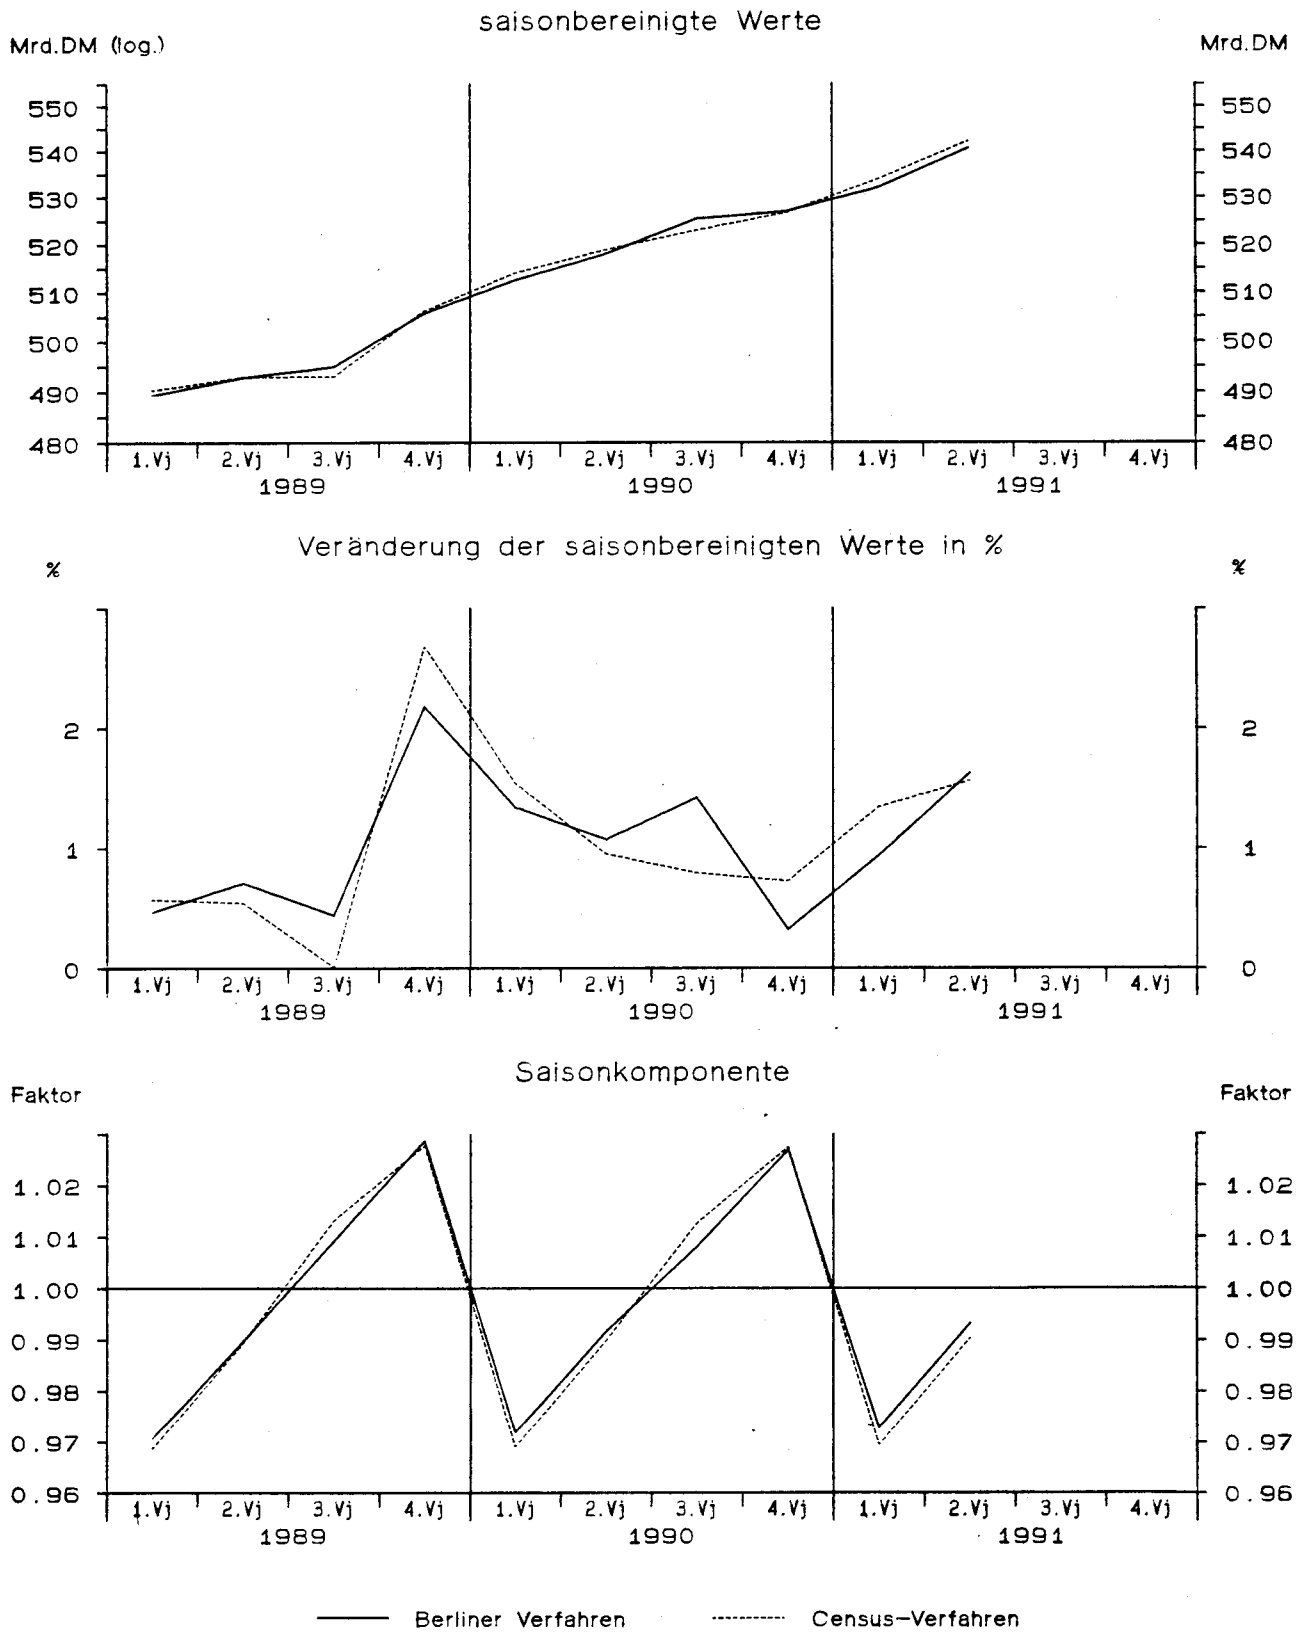 saisonbereinigte Werte
Mrd.DM (log.) Mrd.DM
550 550
540 540
530 530
520 520
510 510
500 500
490 490
480 480
1.Vj 2.Vj 3.Vj 4.Vj 1.Vj 2.Vj 3.Vj 4.Vj 1.Vj 2.Vj 3.Vj 4.Vj
1989 1990 1991
Veränderung der saisonbereinigten Werte in %
% %
2 2
1 1
0 0
1.Vj 2.Vj 3.Vj 4.Vj 1.Vj 2.Vj 3.Vj 4.Vj 1.Vj 2.Vj 3.Vj 4.Vj
1989 1990 1991
Saisonkomponente
Faktor Faktor
1.02 1.02
1.01 1.01
1.00 1.00
0.99 0.99
0.98 0.98
0.97 0.97
0.96 0.96
1.Vj 2.Vj 3.Vj 4.Vj 1.Vj 2.Vj 3.Vj 4.Vj 1.Vj 2.Vj 3.Vj 4.Vj
1989 1990 1991
Berliner Verfahren Census-Verfahren